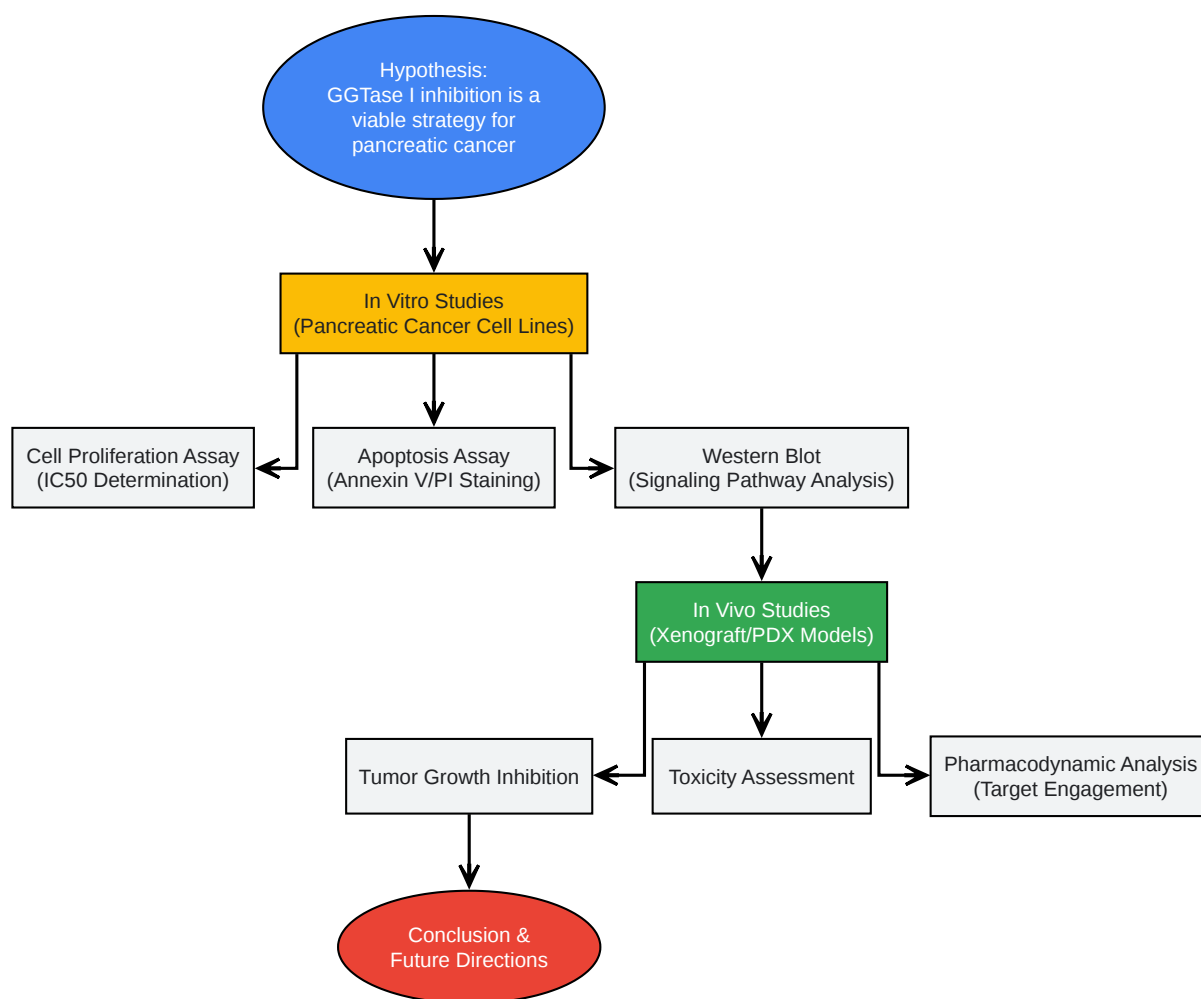 Hypothesis:
GGTase I inhibition is a
viable strategy for
pancreatic cancer
In Vitro Studies
(Pancreatic Cancer Cell Lines)
Cell Proliferation Assay
(IC50 Determination)
Apoptosis Assay
(Annexin V/PI Staining)
Western Blot
(Signaling Pathway Analysis)
In Vivo Studies
(Xenograft/PDX Models)
Tumor Growth Inhibition
Toxicity Assessment
Pharmacodynamic Analysis
(Target Engagement)
Conclusion &
Future Directions